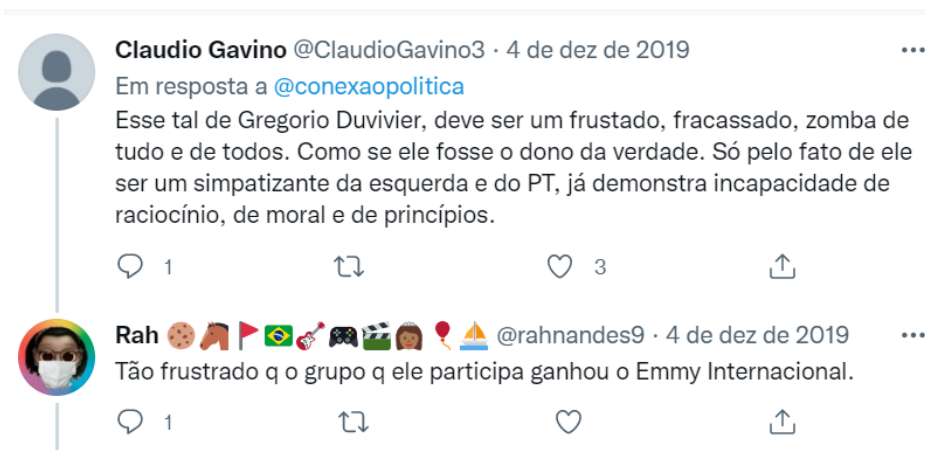 Claudio Gavino @ClaudioGavino3 · 4 de dez de 2019
Em resposta a @conexaopolitica
Esse tal de Gregorio Duvivier, deve ser um frustado, fracassado, zomba de
tudo e de todos. Como se ele fosse o dono da verdade. Só pelo fato de ele
ser um simpatizante da esquerda e do PT, já demonstra incapacidade de
raciocínio, de moral e de princípios.
1 3
Rah 🍪🐴🚩🇧🇷🎸🎮🎬👸🏾🎈⛵ @rahnandes9 · 4 de dez de 2019
Tão frustrado q o grupo q ele participa ganhou o Emmy Internacional.
1